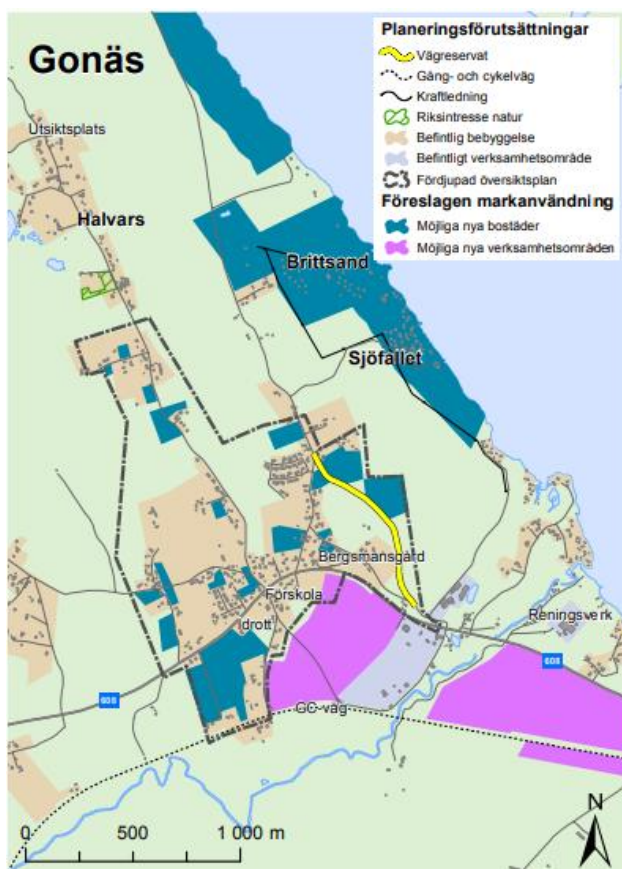 Gonäs
Planeringsförutsättningar
Vägreservat
Gång- och cykelväg
Kraftledning
Riksintresse natur
Befintlig bebyggelse
Befintligt verksamhetsområde
Fördjupad översiktsplan
Föreslagen markanvändning
Möjliga nya bostäder
Möjliga nya verksamhetsområden
Utsiktsplats
Halvars
Brittsand
Sjöfallet
Bergsmansgård
Förskola
Idrott
Reningsverk
608
608
GC-väg
N
0 500 1 000 m